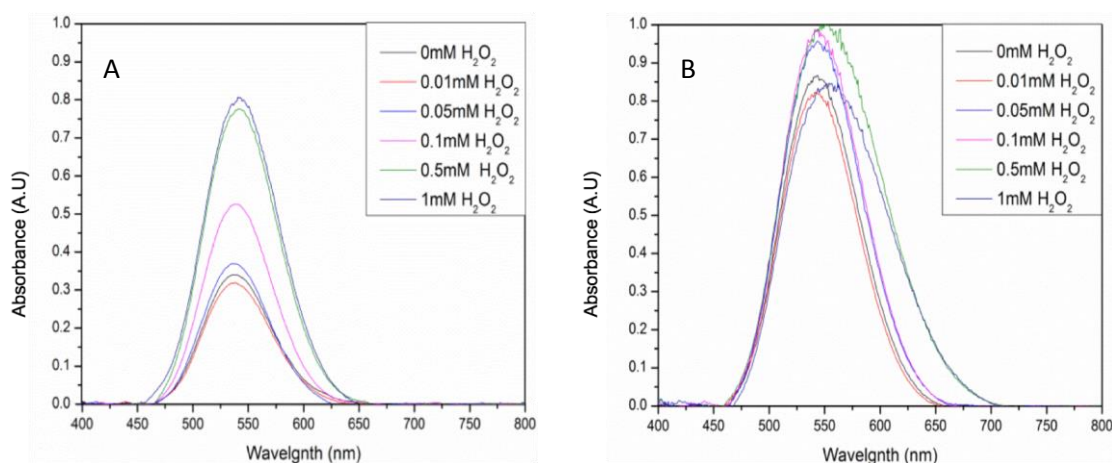 A
1.0
0.9
0.8
0.7
0.6
0.5
0.4
0.3
0.2
0.1
0.0
Absorbance (A.U)
400 450 500 550 600 650 700 750 800
Wavelgnth (nm)
0mM H₂O₂
0.01mM H₂O₂
0.05mM H₂O₂
0.1mM H₂O₂
0.5mM H₂O₂
1mM H₂O₂
B
1.0
0.9
0.8
0.7
0.6
0.5
0.4
0.3
0.2
0.1
0.0
Absorbance (A.U)
400 450 500 550 600 650 700 750 800
Wavelgnth (nm)
0mM H₂O₂
0.01mM H₂O₂
0.05mM H₂O₂
0.1mM H₂O₂
0.5mM H₂O₂
1mM H₂O₂